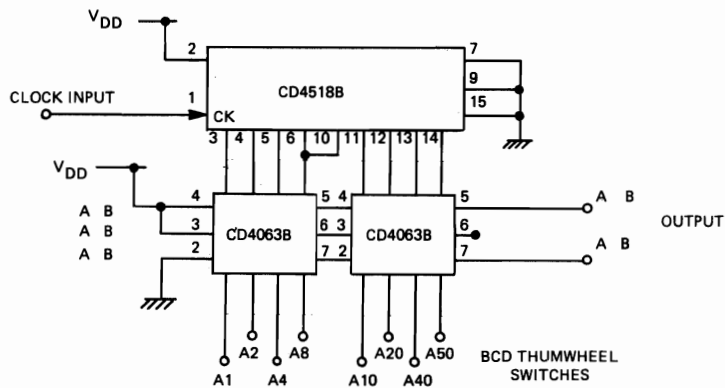 VDD
2
7
CD4518B
9
CLOCK INPUT
1
15
CK
3 4 5 6 10 11 12 13 14
VDD
4
5 4
5
A B
A B
3
CD4063B
6 3
CD4063B
6
OUTPUT
A B
2
7 2
7
A B
A B
A2
A8
A20
A50
A1
A4
A10
A40
BCD THUMWHEEL
SWITCHES